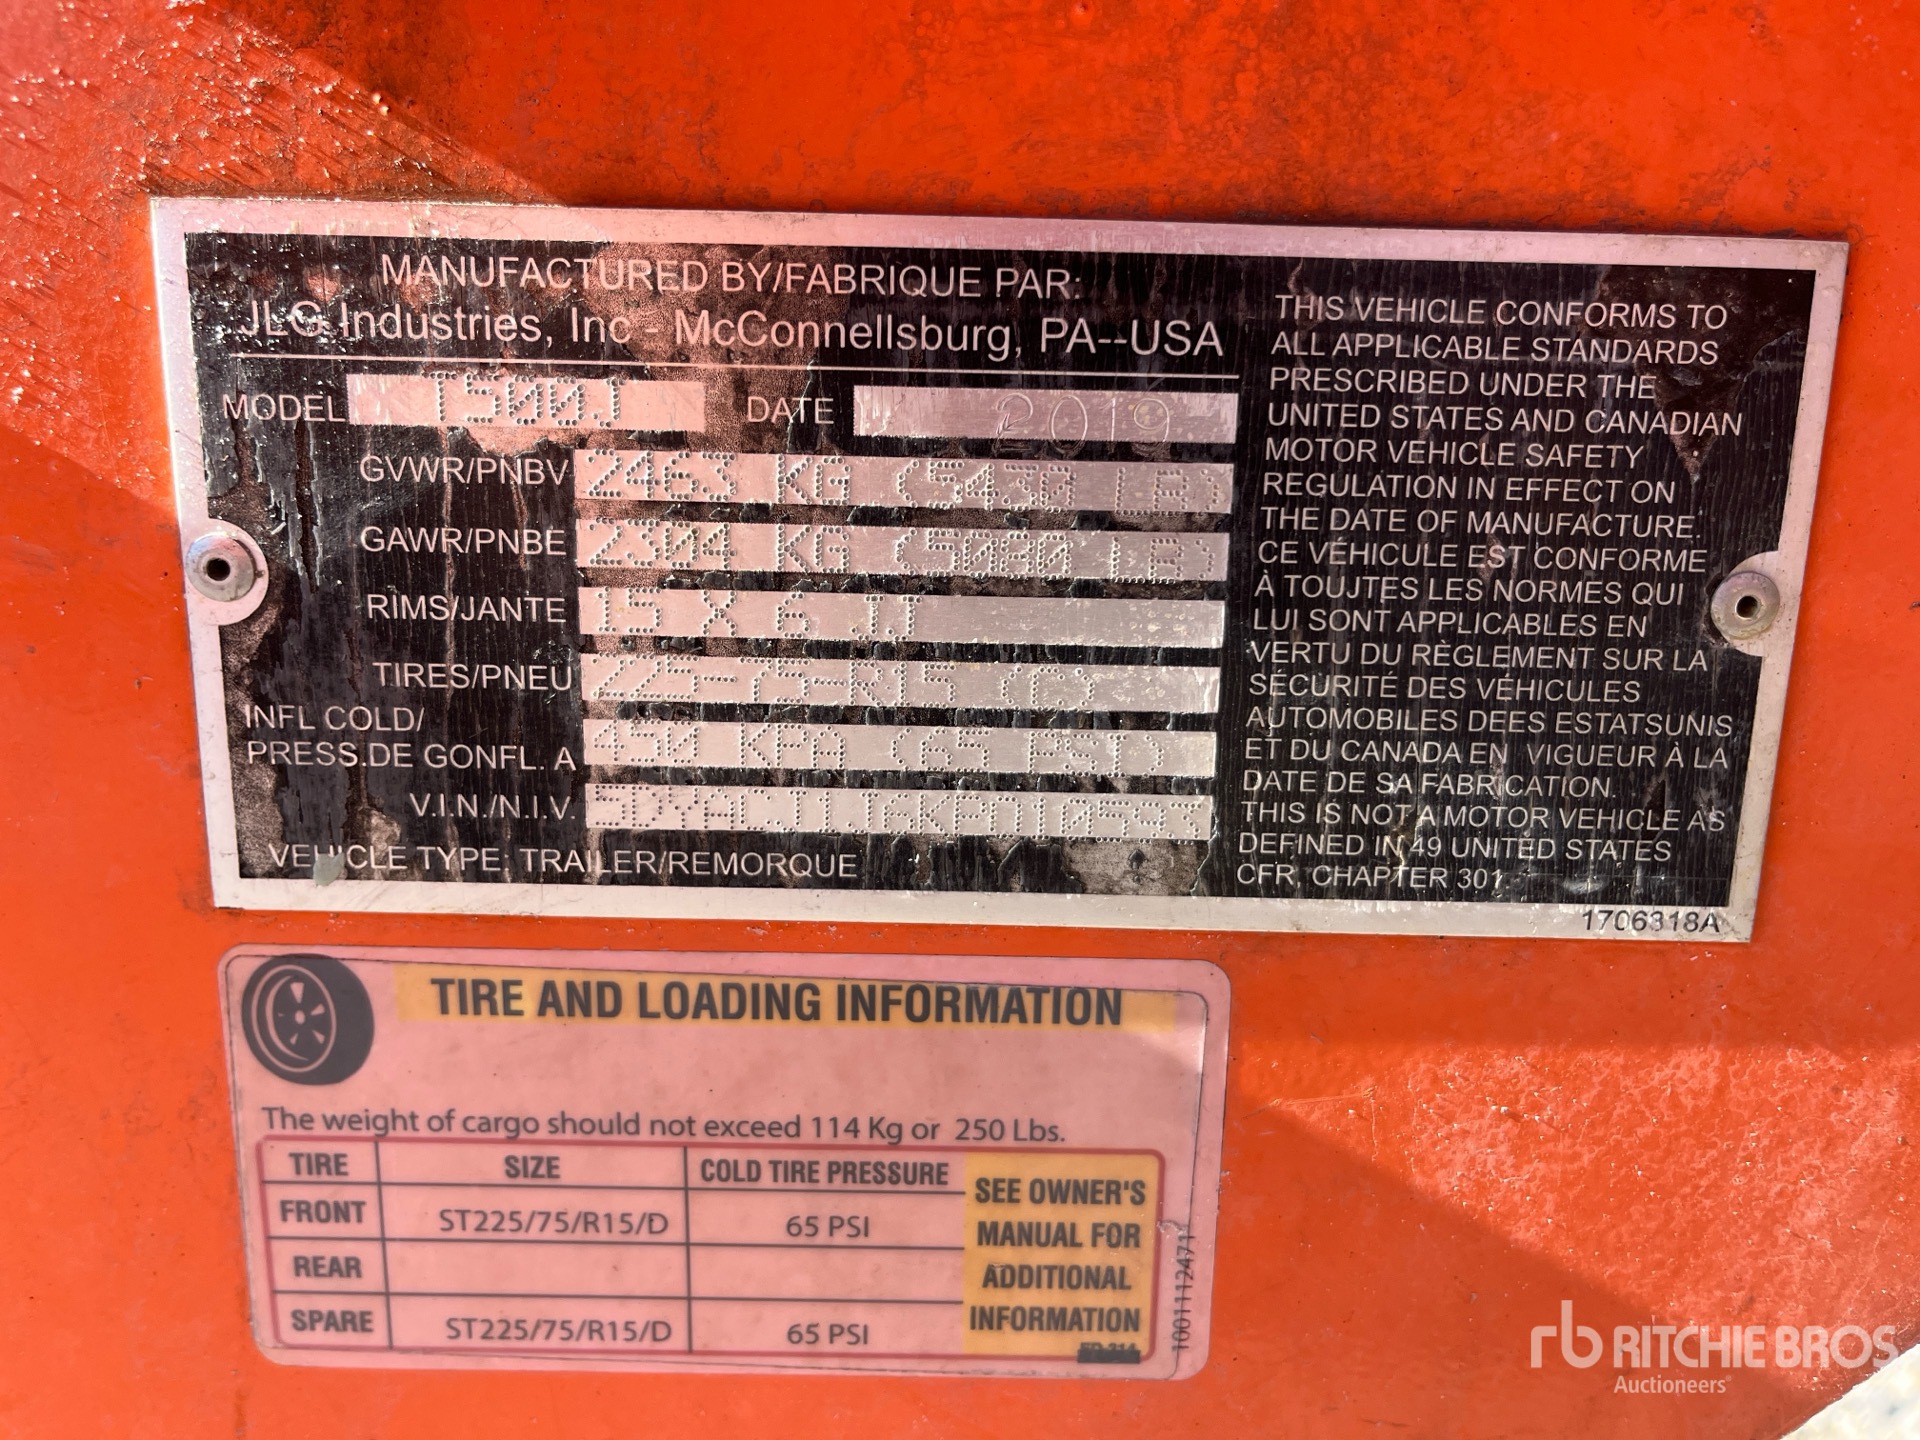 MANUFACTURED BY/FABRIQUE PAR:
JLG Industries, Inc - McConnellsburg, PA--USA
MODEL T500J DATE 2019
GVWR/PNBV 2463 KG (5430 LB)
GAWR/PNBE 2304 KG (5080 LB)
RIMS/JANTE 15 X 6 JJ
TIRES/PNEU 225-75-R15
INFL COLD/
PRESS.DE GONFL. A 450 KPA (65 PSI)
V.I.N./N.I.V.
VEHICLE TYPE: TRAILER/REMORQUE
THIS VEHICLE CONFORMS TO
ALL APPLICABLE STANDARDS
PRESCRIBED UNDER THE
UNITED STATES AND CANADIAN
MOTOR VEHICLE SAFETY
REGULATION IN EFFECT ON
THE DATE OF MANUFACTURE.
CE VÉHICULE EST CONFORME
À TOUJTES LES NORMES QUI
LUI SONT APPLICABLES EN
VERTU DU RÈGLEMENT SUR LA
SÉCURITÉ DES VÉHICULES
AUTOMOBILES DEES ESTATSUNIS
ET DU CANADA EN VIGUEUR À LA
DATE DE SA FABRICATION.
THIS IS NOT A MOTOR VEHICLE AS
DEFINED IN 49 UNITED STATES
CFR, CHAPTER 301.
1706318A
TIRE AND LOADING INFORMATION
The weight of cargo should not exceed 114 Kg or 250 Lbs.
TIRE SIZE COLD TIRE PRESSURE
FRONT ST225/75/R15/D 65 PSI
REAR
SPARE ST225/75/R15/D 65 PSI
SEE OWNER'S
MANUAL FOR
ADDITIONAL
INFORMATION
1001112471
rb RITCHIE BROS
Auctioneers